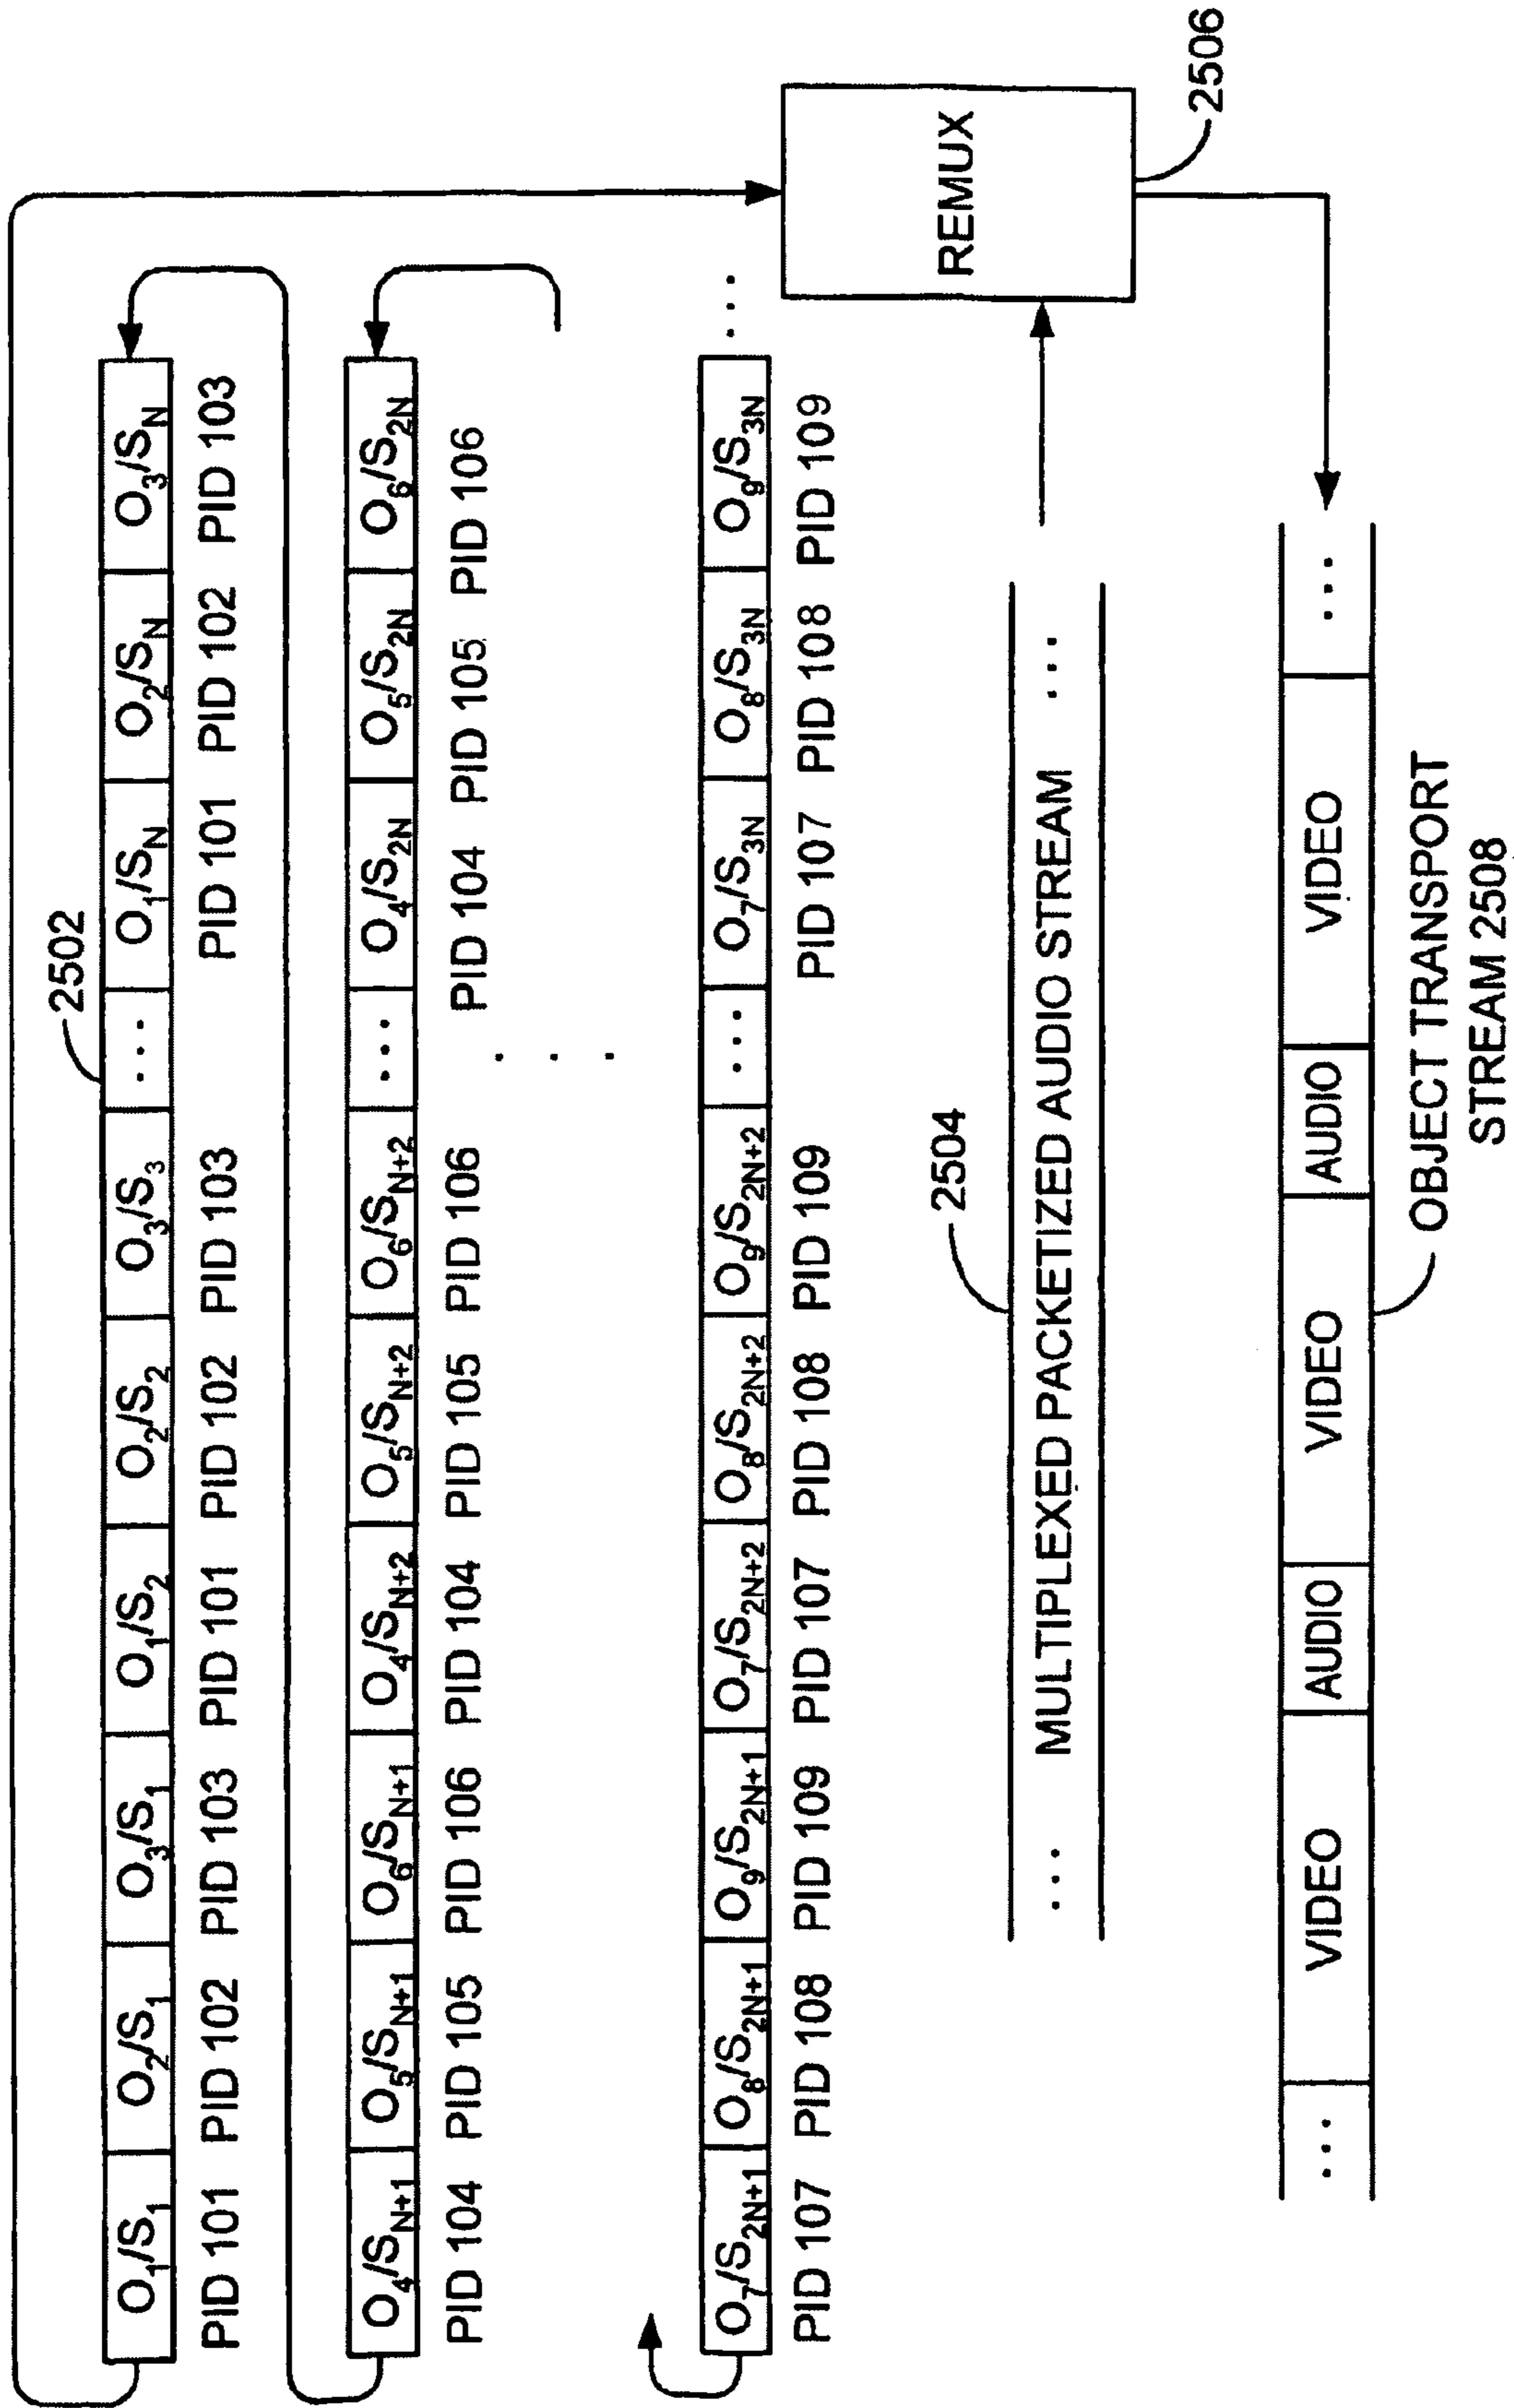 2502
O1/S1 O2/S1 O3/S1 O1/S2 O2/S2 O3/S3 ... O1/SN O2/SN O3/SN
PID 101 PID 102 PID 103 PID 101 PID 102 PID 103 PID 101 PID 102 PID 103
O4/SN+1 O5/SN+1 O6/SN+1 O4/SN+2 O5/SN+2 O6/SN+2 ... O4/S2N O5/S2N O6/S2N
PID 104 PID 105 PID 106 PID 104 PID 105 PID 106 PID 104 PID 105 PID 106
. . .
O7/S2N+1 O8/S2N+1 O9/S2N+1 O7/S2N+2 O8/S2N+2 O9/S2N+2 ... O7/S3N O8/S3N O9/S3N ...
PID 107 PID 108 PID 109 PID 107 PID 108 PID 109 PID 107 PID 108 PID 109
2504
... MULTIPLEXED PACKETIZED AUDIO STREAM ...
REMUX
2506
... VIDEO AUDIO VIDEO AUDIO VIDEO ...
OBJECT TRANSPORT
STREAM 2508